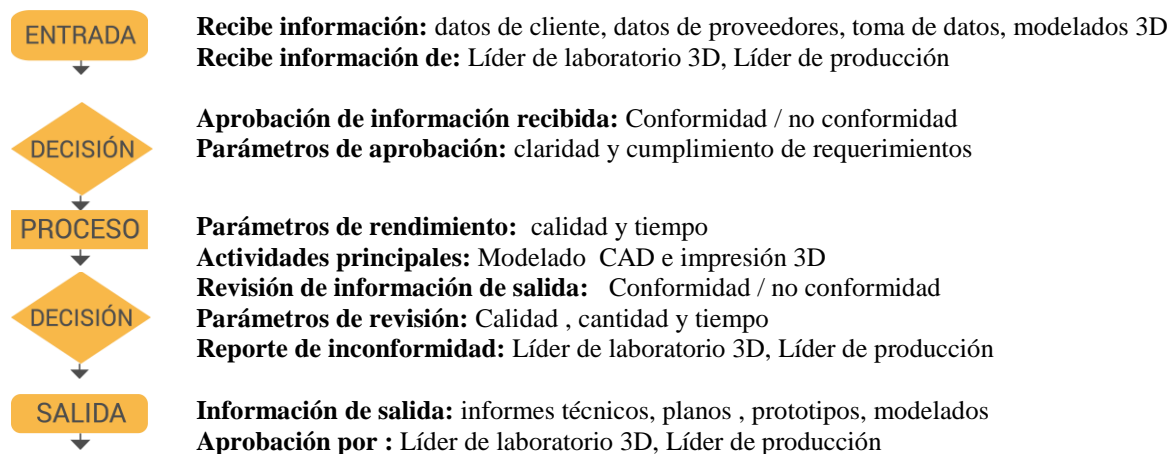 ENTRADA
Recibe información: datos de cliente, datos de proveedores, toma de datos, modelados 3D
Recibe información de: Líder de laboratorio 3D, Líder de producción
DECISIÓN
Aprobación de información recibida: Conformidad / no conformidad
Parámetros de aprobación: claridad y cumplimiento de requerimientos
PROCESO
Parámetros de rendimiento: calidad y tiempo
Actividades principales: Modelado CAD e impresión 3D
DECISIÓN
Revisión de información de salida: Conformidad / no conformidad
Parámetros de revisión: Calidad , cantidad y tiempo
Reporte de inconformidad: Líder de laboratorio 3D, Líder de producción
SALIDA
Información de salida: informes técnicos, planos , prototipos, modelados
Aprobación por : Líder de laboratorio 3D, Líder de producción